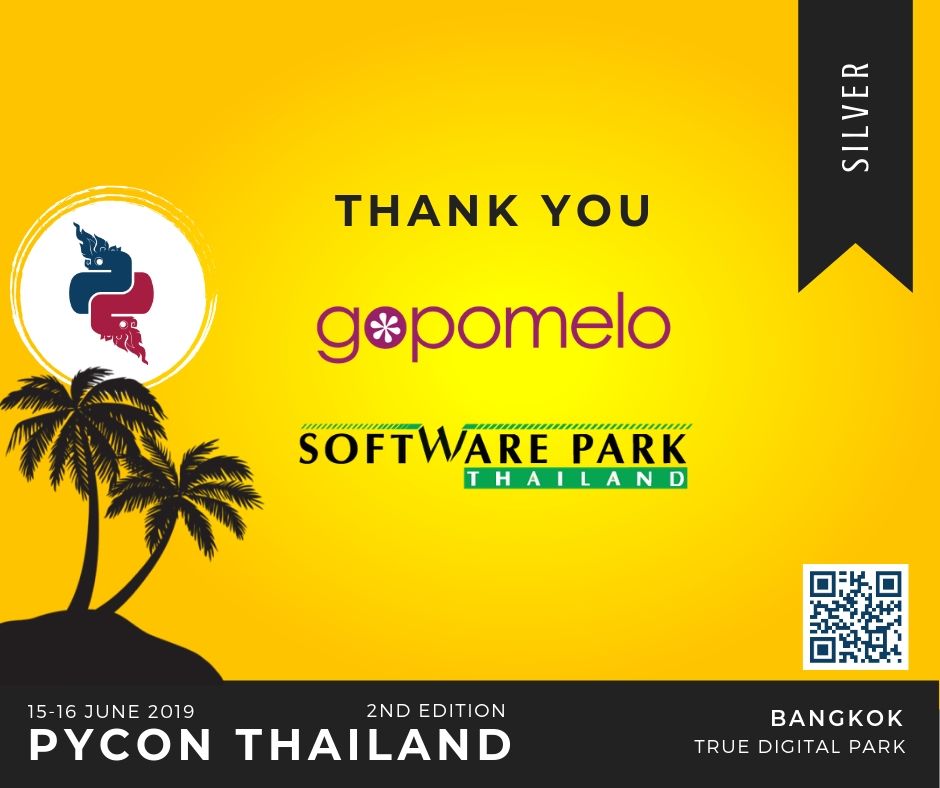 SILVER
THANK YOU
gopomelo
SOFTWARE PARK
THAILAND
15-16 JUNE 2019
2ND EDITION
PYCON THAILAND
BANGKOK
TRUE DIGITAL PARK